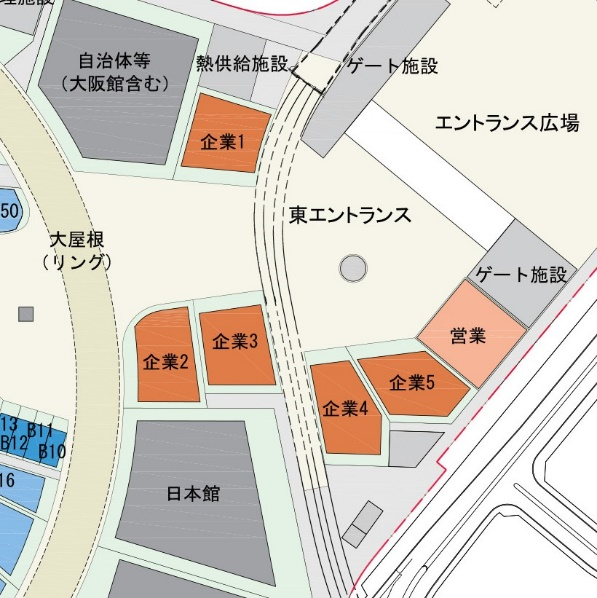 自治体等
（大阪館含む）
熱供給施設
ゲート施設
企業1
エントランス広場
50
東エントランス
大屋根
（リング）
ゲート施設
営業
企業3
企業2
企業5
企業4
13
B11
B12
B10
16
日本館